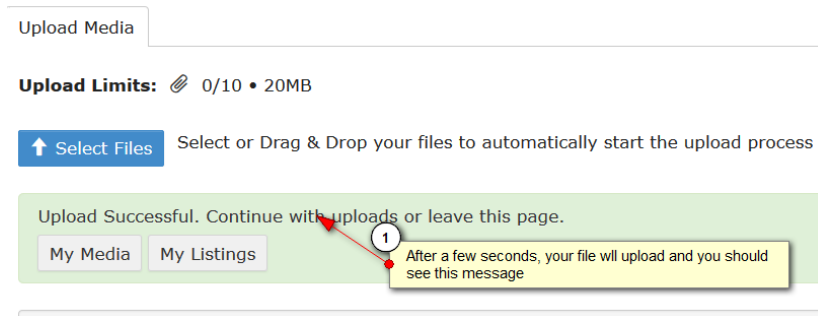 Upload Media
Upload Limits: 0/10 • 20MB
Select Files Select or Drag & Drop your files to automatically start the upload process
Upload Successful. Continue with uploads or leave this page.
1
My Media My Listings
After a few seconds, your file wll upload and you should
see this message